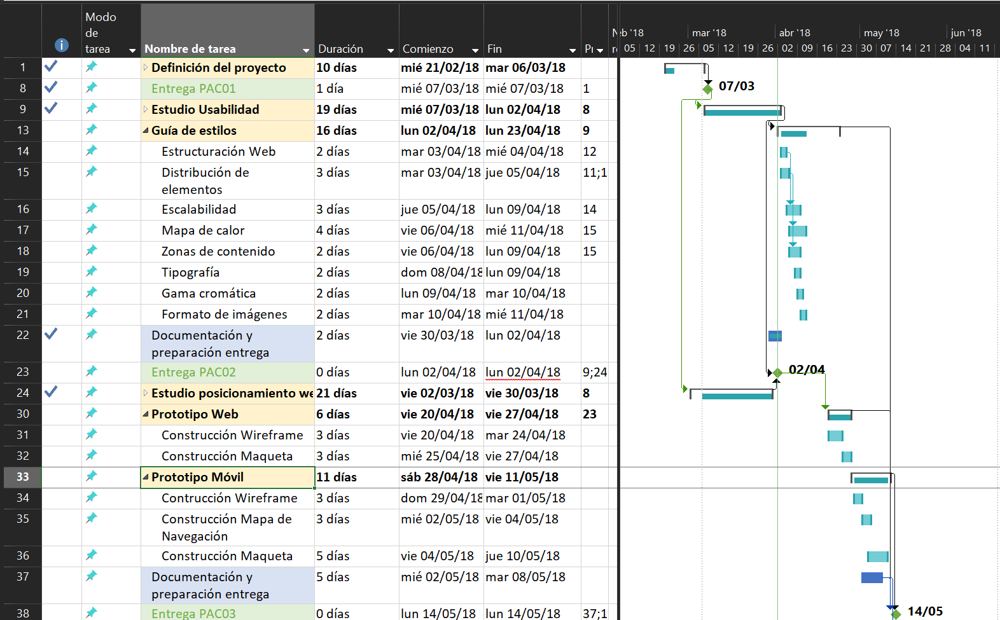 Modo de tarea Nombre de tarea Duración Comienzo Fin
mar '18 abr '18 may '18 jun '18
05 12 19 26 05 12 19 26 02 09 16 23 30 07 14 21 28 04 11
1 Definición del proyecto 10 días mié 21/02/18 mar 06/03/18
8 Entrega PAC01 1 día mié 07/03/18 mié 07/03/18 1 07/03
9 Estudio Usabilidad 19 días mié 07/03/18 lun 02/04/18 8
13 Guía de estilos 16 días lun 02/04/18 lun 23/04/18 9
14 Estructuración Web 2 días mar 03/04/18 mié 04/04/18 12
15 Distribución de elementos 3 días mar 03/04/18 jue 05/04/18 11;1
16 Escalabilidad 3 días jue 05/04/18 lun 09/04/18 14
17 Mapa de calor 4 días vie 06/04/18 mié 11/04/18 15
18 Zonas de contenido 2 días vie 06/04/18 lun 09/04/18 15
19 Tipografía 2 días dom 08/04/18 lun 09/04/18
20 Gama cromática 2 días lun 09/04/18 mar 10/04/18
21 Formato de imágenes 2 días mar 10/04/18 mié 11/04/18
22 Documentación y preparación entrega 2 días vie 30/03/18 lun 02/04/18
23 Entrega PAC02 0 días lun 02/04/18 lun 02/04/18 9;24 02/04
24 Estudio posicionamiento we 21 días vie 02/03/18 vie 30/03/18 8
30 Prototipo Web 6 días vie 20/04/18 vie 27/04/18 23
31 Construcción Wireframe 3 días vie 20/04/18 mar 24/04/18
32 Construcción Maqueta 3 días mié 25/04/18 vie 27/04/18
33 Prototipo Móvil 11 días sáb 28/04/18 vie 11/05/18
34 Contrucción Wireframe 3 días dom 29/04/18 mar 01/05/18
35 Construcción Mapa de Navegación 3 días mié 02/05/18 vie 04/05/18
36 Construcción Maqueta 5 días vie 04/05/18 jue 10/05/18
37 Documentación y preparación entrega 5 días mié 02/05/18 mar 08/05/18
38 Entrega PAC03 0 días lun 14/05/18 lun 14/05/18 37;1 14/05